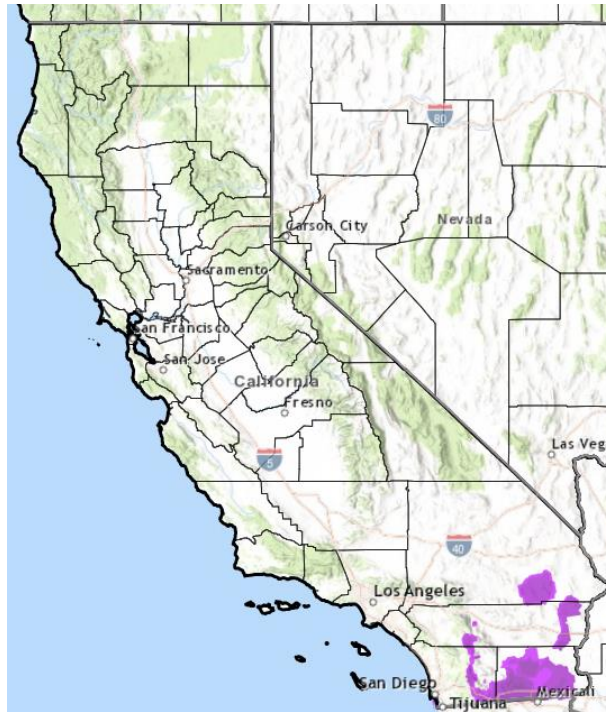 80
Carson City
Nevada
Sacramento
San Francisco
San Jose
California
Fresno
Las Veg
5
40
Los Angeles
San Diego
Mexicali
Tijuana